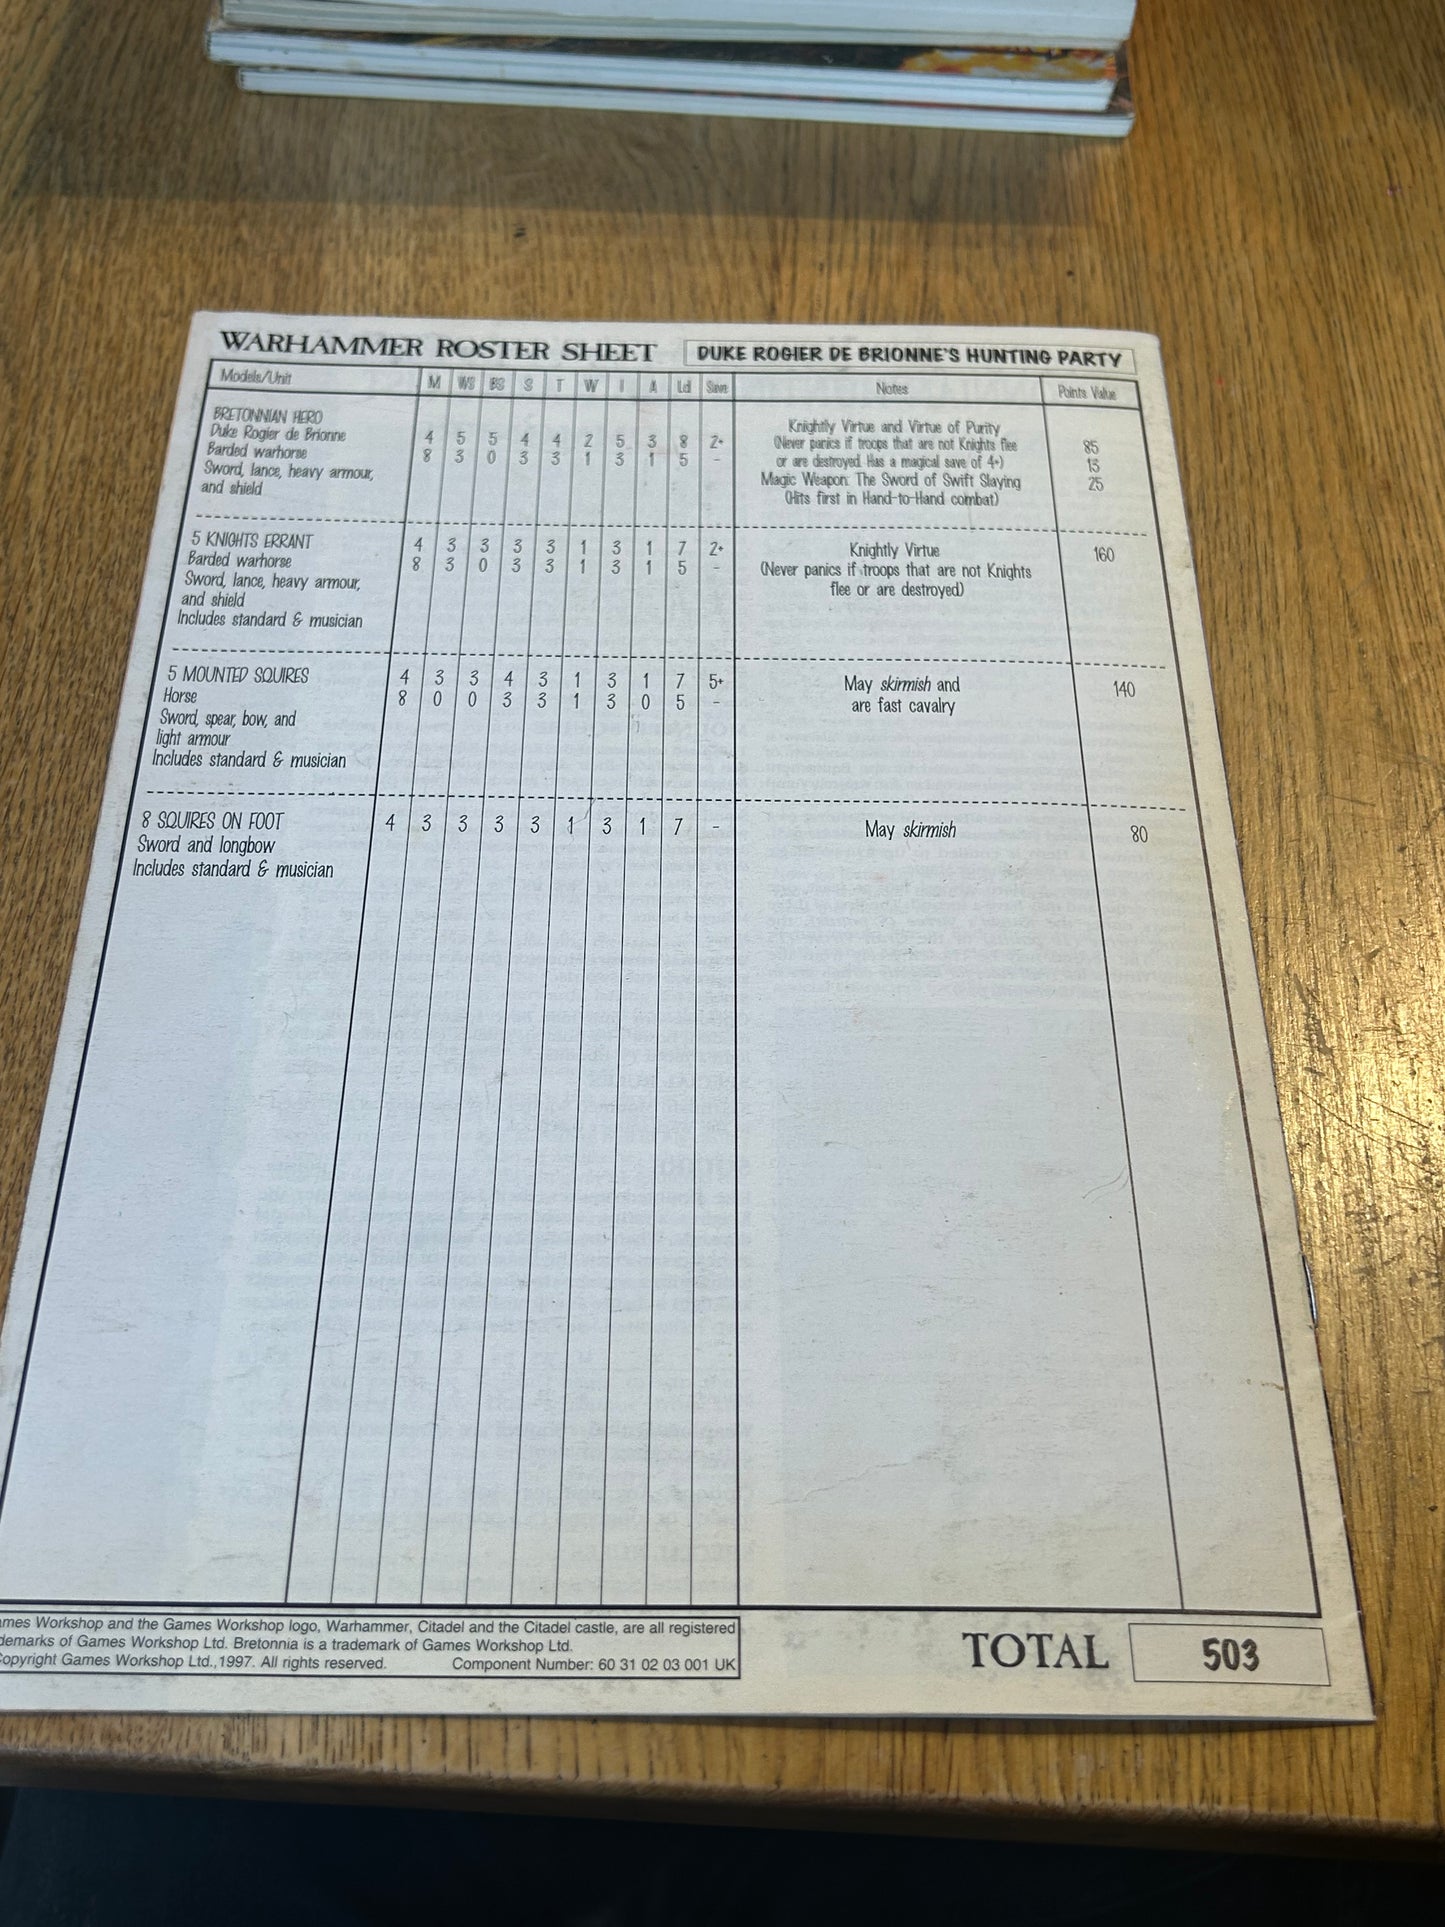 WARHAMMER ROSTER SHEET DUKE ROGIER DE BRIONNE'S HUNTING PARTY
Models/Unit M WS BS S T W I A Ld Save Notes Points Value
BRETONNIAN HERO Knightly Virtue and Virtue of Purity
Duke Rogier de Brionne 4 5 5 4 4 2 5 3 8 2+ (Never panics if troops that are not Knights flee 85
Barded warhorse 8 3 0 3 3 1 3 1 5 - or are destroyed. Has a magical save of 4+) 13
Sword, lance, heavy armour, Magic Weapon: The Sword of Swift Slaying 25
and shield (Hits first in Hand-to-Hand combat)
5 KNIGHTS ERRANT 4 3 3 3 3 1 3 1 7 2+ Knightly Virtue 160
Barded warhorse 8 3 0 3 3 1 3 1 5 - (Never panics if troops that are not Knights
Sword, lance, heavy armour, flee or are destroyed)
and shield
Includes standard & musician
5 MOUNTED SQUIRES 4 3 3 4 3 1 3 1 7 5+ May skirmish and 140
Horse 8 0 0 3 3 1 3 0 5 - are fast cavalry
Sword, spear, bow, and
light armour
Includes standard & musician
8 SQUIRES ON FOOT 4 3 3 3 3 1 3 1 7 - May skirmish 80
Sword and longbow
Includes standard & musician
ames Workshop and the Games Workshop logo, Warhammer, Citadel and the Citadel castle, are all registered
demarks of Games Workshop Ltd. Bretonnia is a trademark of Games Workshop Ltd.
Copyright Games Workshop Ltd.,1997. All rights reserved. Component Number: 60 31 02 03 001 UK
TOTAL 503